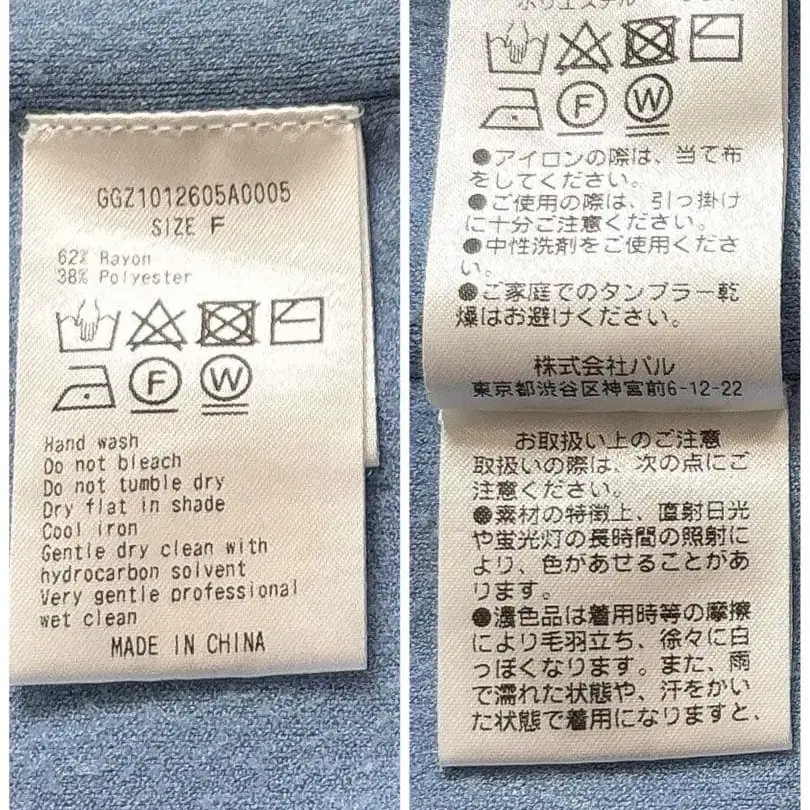 GGZ1012605A0005
SIZE F
62% Rayon
38% Polyester
F W
Hand wash
Do not bleach
Do not tumble dry
Dry flat in shade
Cool iron
Gentle dry clean with
hydrocarbon solvent
Very gentle professional
wet clean
MADE IN CHINA
ポリエステル
F W
●アイロンの際は、当て布
をしてください。
●ご使用の際は、引っ掛け
に十分ご注意ください。
●中性洗剤をご使用くださ
い。
●ご家庭でのタンブラー乾
燥はお避けください。
株式会社パル
東京都渋谷区神宮前6-12-22
お取扱い上のご注意
取扱いの際は、次の点にご
注意ください。
●素材の特徴上、直射日光
や蛍光灯の長時間の照射に
より、色があせることがあ
ります。
●濃色品は着用時等の摩擦
により毛羽立ち、徐々に白
っぽくなります。また、雨
で濡れた状態や、汗をかい
た状態で着用になりますと、